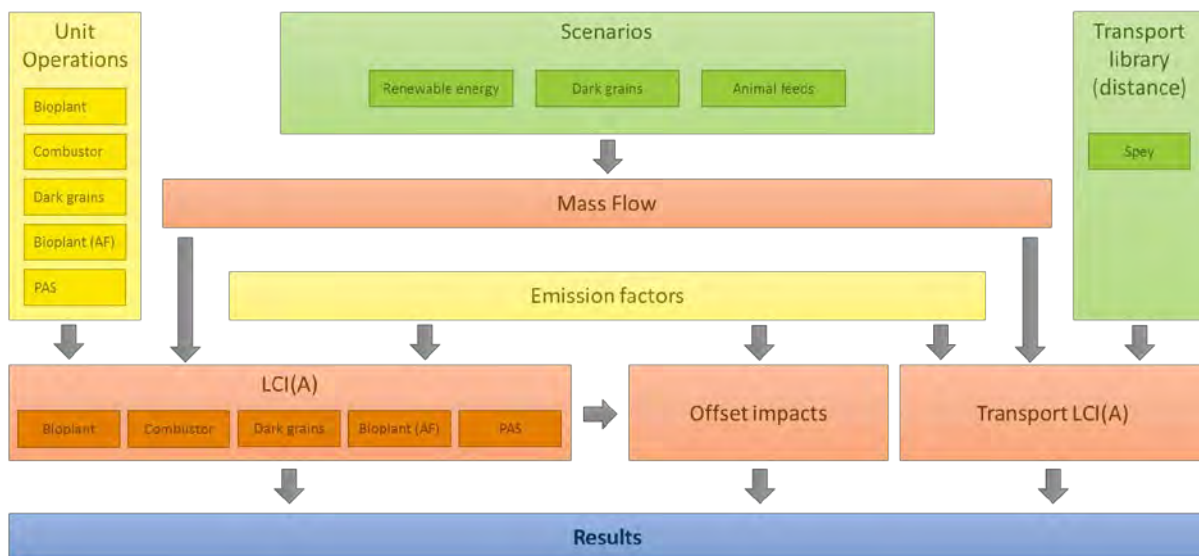 Unit
Operations
Bioplant
Combustor
Dark grains
Bioplant (AF)
PAS
Scenarios
Renewable energy
Dark grains
Animal feeds
Transport
library
(distance)
Spey
Mass Flow
Emission factors
LCI(A)
Bioplant
Combustor
Dark grains
Bioplant (AF)
PAS
Offset impacts
Transport LCI(A)
Results